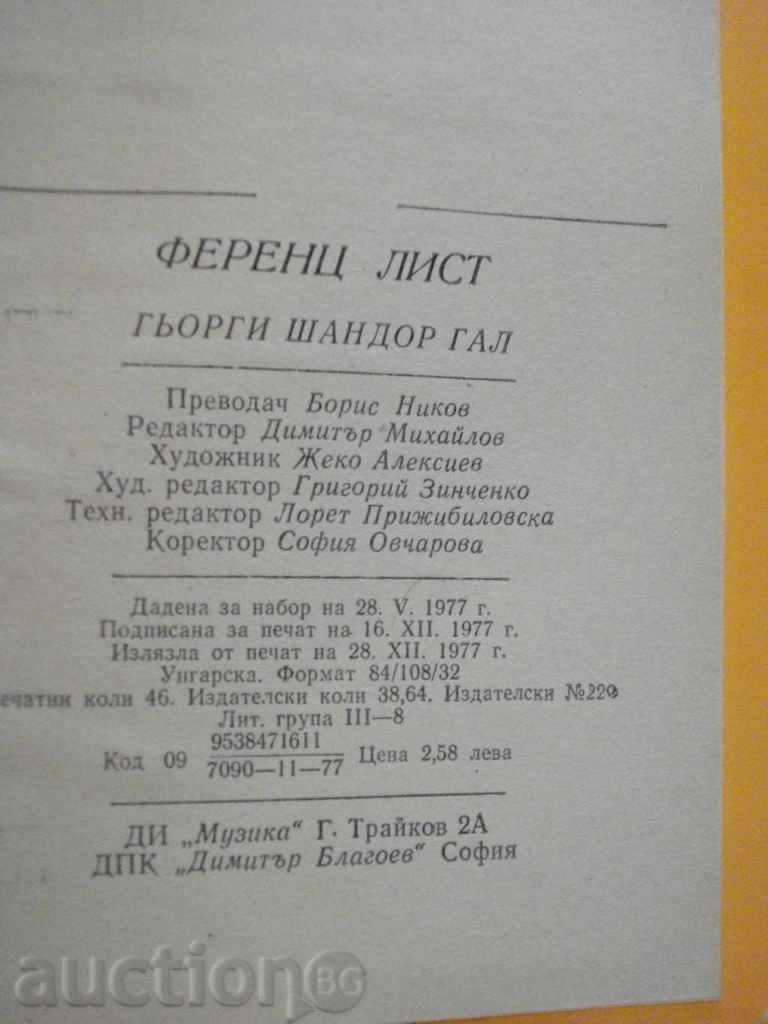 ФЕРЕНЦ ЛИСТ
ГЬОРГИ ШАНДОР ГАЛ
Преводач Борис Ников
Редактор Димитър Михайлов
Художник Жеко Алексиев
Худ. редактор Григорий Зинченко
Техн. редактор Лорет Прижибиловска
Коректор София Овчарова
Дадена за набор на 28. V. 1977 г.
Подписана за печат на 16. XII. 1977 г.
Излязла от печат на 28. XII. 1977 г.
Унгарска. Формат 84/108/32
ечатни коли 46. Издателски коли 38,64. Издателски №220
Лит. група III—8
Код 09 9538471611 / 7090—11—77 Цена 2,58 лева
ДИ „Музика“ Г. Трайков 2А
ДПК „Димитър Благоев“ София
auction BG